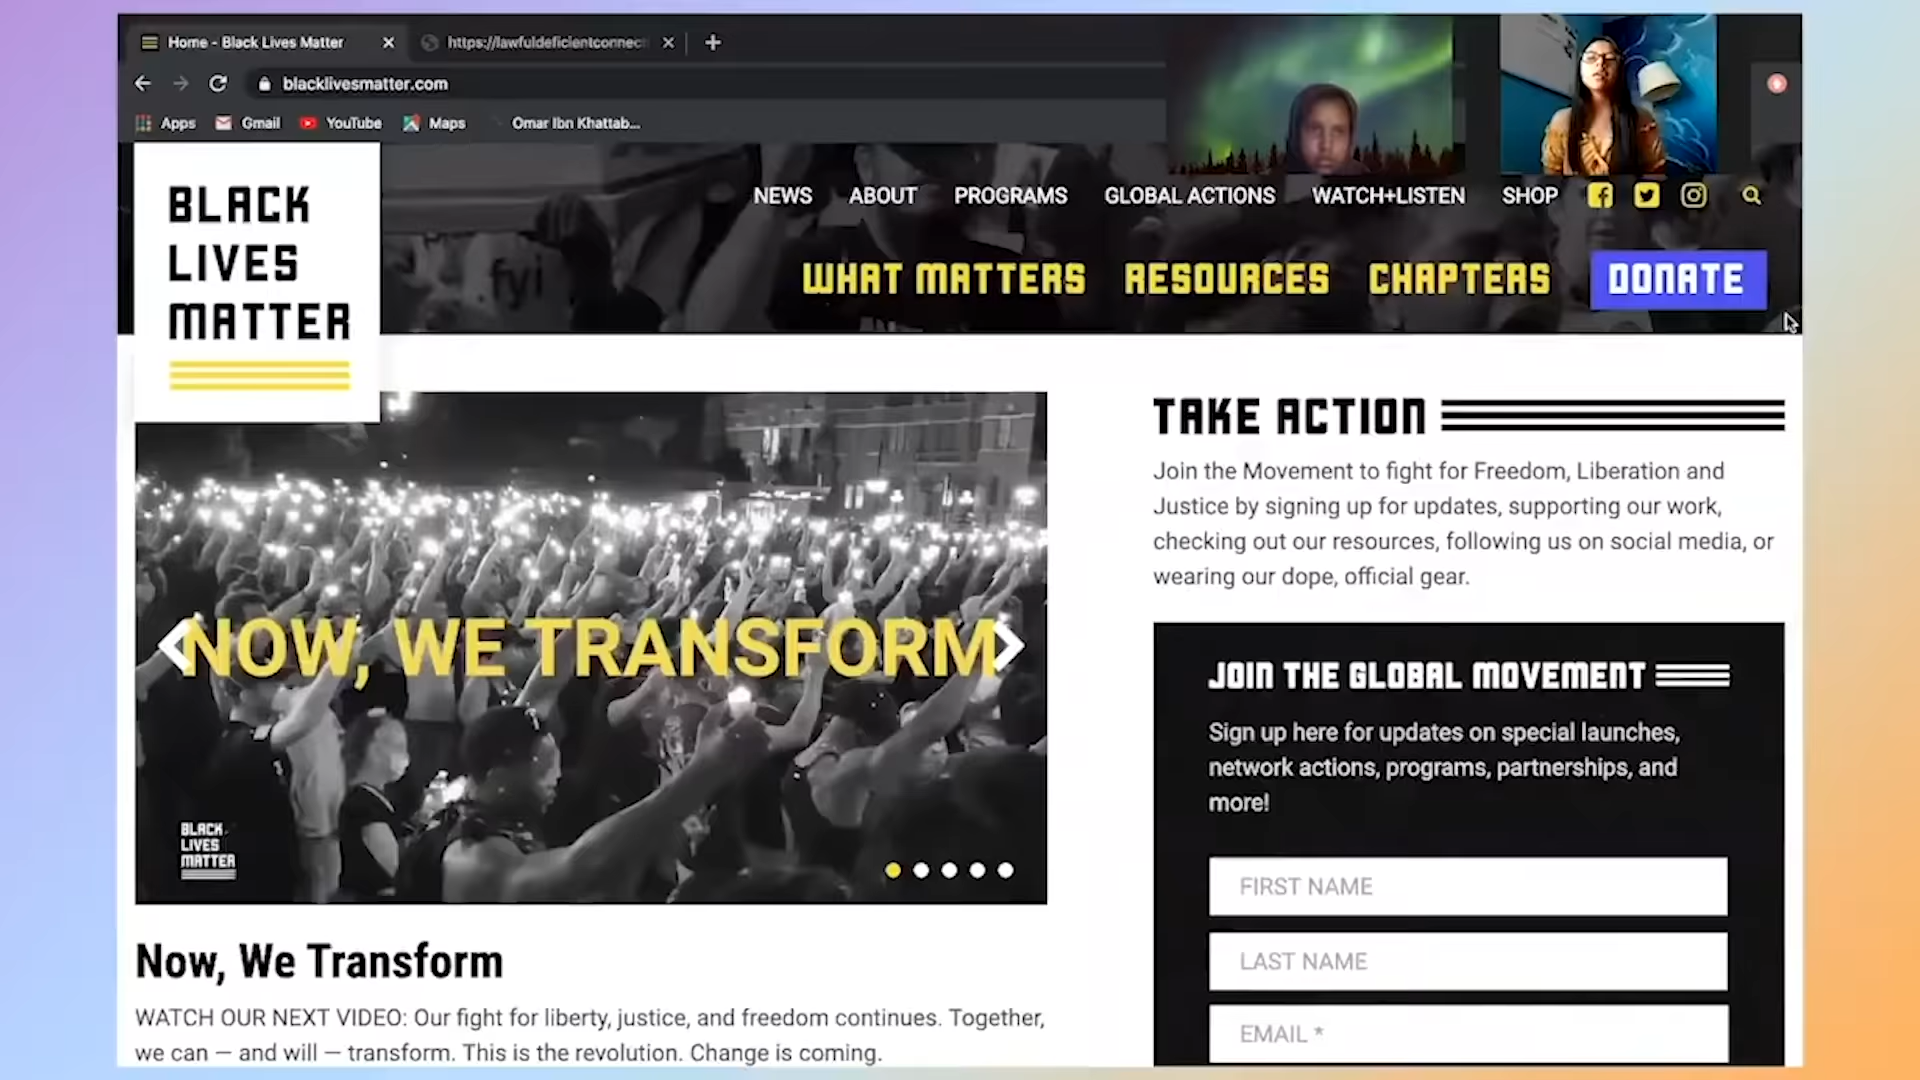 Home - Black Lives Matter
https://lawfuldeficientconnec
blacklivesmatter.com
Apps
Gmail
YouTube
Maps
Omar Ibn Khattab...
BLACK
LIVES
MATTER
NEWS
ABOUT
PROGRAMS
GLOBAL ACTIONS
WATCH+LISTEN
SHOP
fyi
WHAT MATTERS
RESOURCES
CHAPTERS
DONATE
NOW, WE TRANSFORM
BLACK
LIVES
MATTER
Now, We Transform
WATCH OUR NEXT VIDEO: Our fight for liberty, justice, and freedom continues. Together,
we can — and will — transform. This is the revolution. Change is coming.
TAKE ACTION
Join the Movement to fight for Freedom, Liberation and
Justice by signing up for updates, supporting our work,
checking out our resources, following us on social media, or
wearing our dope, official gear.
JOIN THE GLOBAL MOVEMENT
Sign up here for updates on special launches,
network actions, programs, partnerships, and
more!
FIRST NAME
LAST NAME
EMAIL *